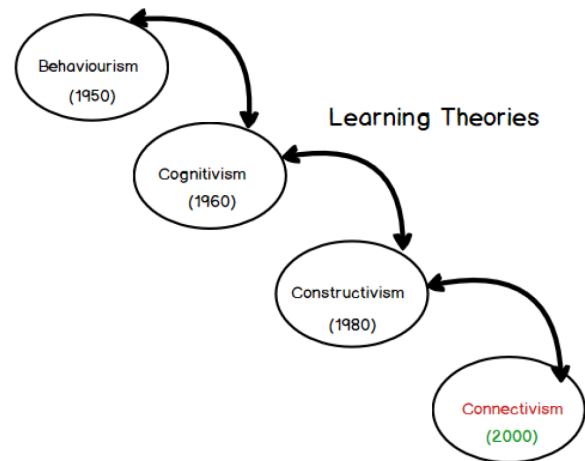 Behaviourism
(1950)
Learning Theories
Cognitivism
(1960)
Constructivism
(1980)
Connectivism
(2000)